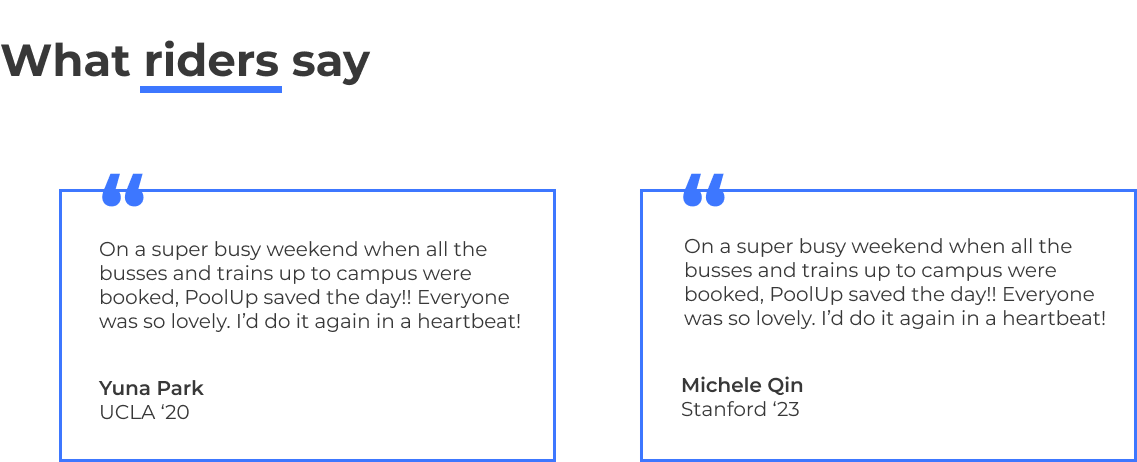 What riders say
“
On a super busy weekend when all the
busses and trains up to campus were
booked, PoolUp saved the day!! Everyone
was so lovely. I’d do it again in a heartbeat!
Yuna Park
UCLA ‘20
“
On a super busy weekend when all the
busses and trains up to campus were
booked, PoolUp saved the day!! Everyone
was so lovely. I’d do it again in a heartbeat!
Michele Qin
Stanford ‘23